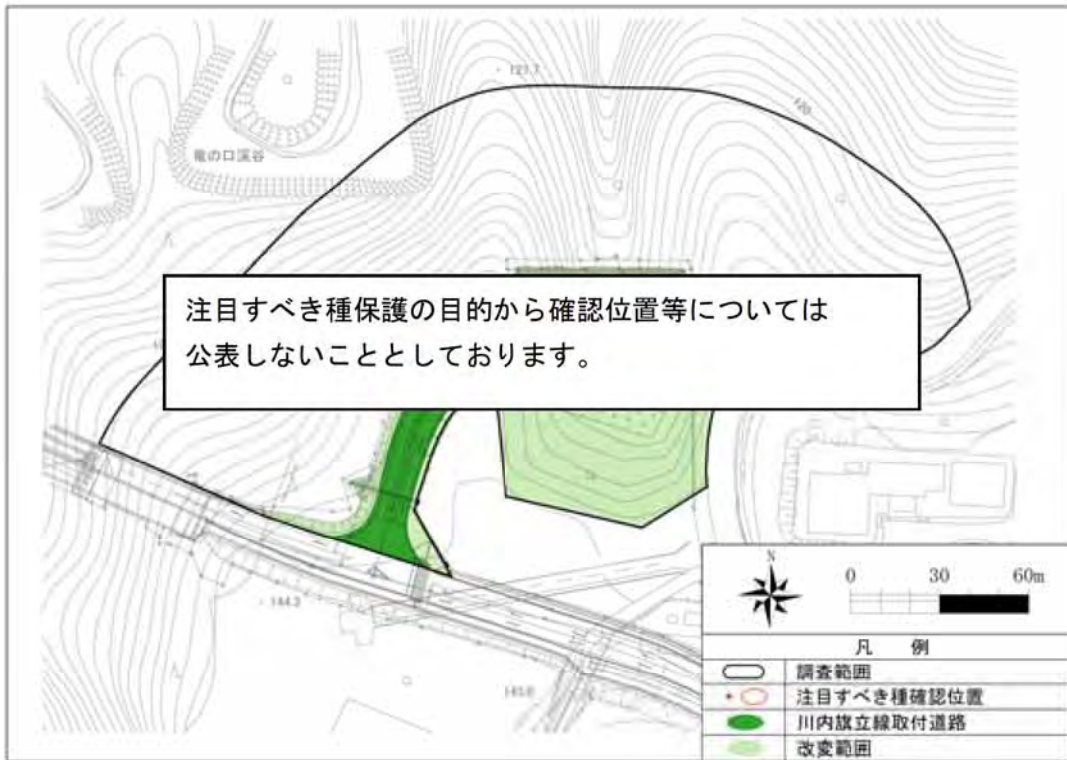 121.7
120
竜の口渓谷
注目すべき種保護の目的から確認位置等については
公表しないこととしております。
144.3
N
0 30 60m
凡 例
調査範囲
注目すべき種確認位置
川内旗立線取付道路
改変範囲